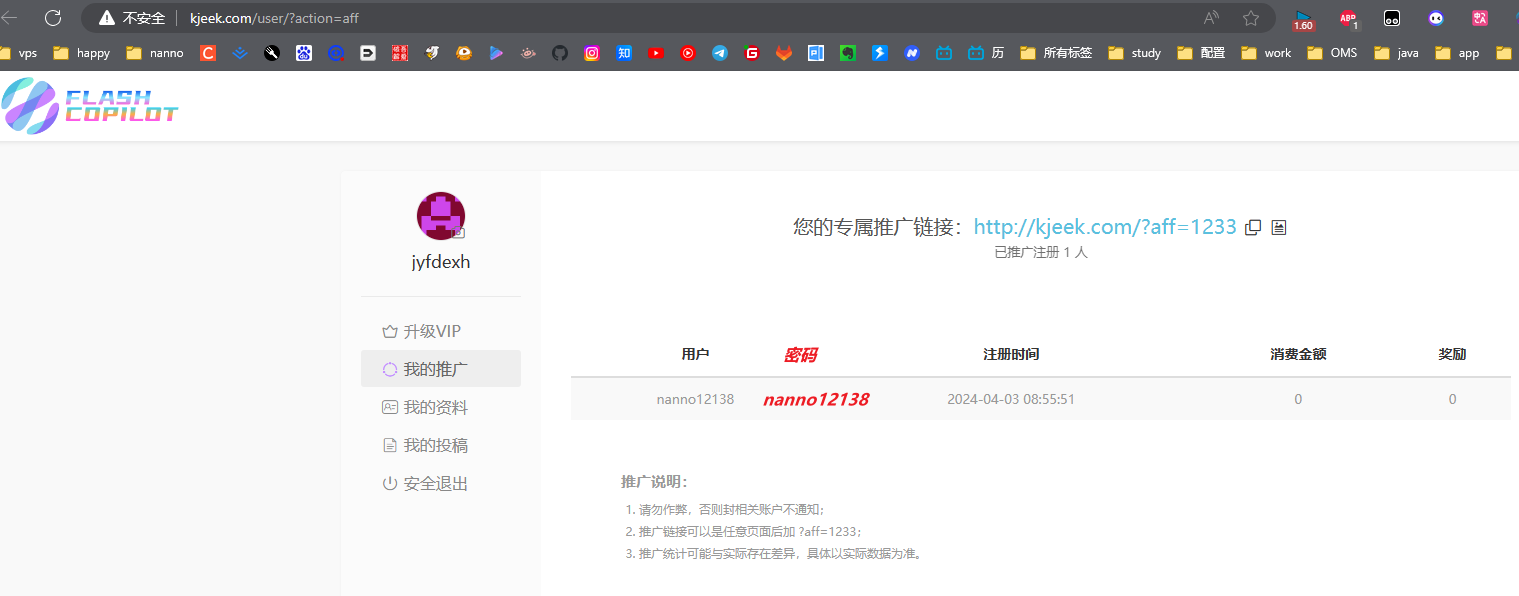 不安全 kjeek.com/user/?action=aff
1.60 ABP 1
vps happy nanno 知 历 所有标签 study 配置 work OMS java app
FLASH
COPILOT
jyfdexh
升级VIP
我的推广
我的资料
我的投稿
安全退出
您的专属推广链接：http://kjeek.com/?aff=1233
已推广注册 1 人
用户 密码 注册时间 消费金额 奖励
nanno12138 nanno12138 2024-04-03 08:55:51 0 0
推广说明：
1. 请勿作弊，否则封相关账户不通知；
2. 推广链接可以是任意页面后加 ?aff=1233；
3. 推广统计可能与实际存在差异，具体以实际数据为准。